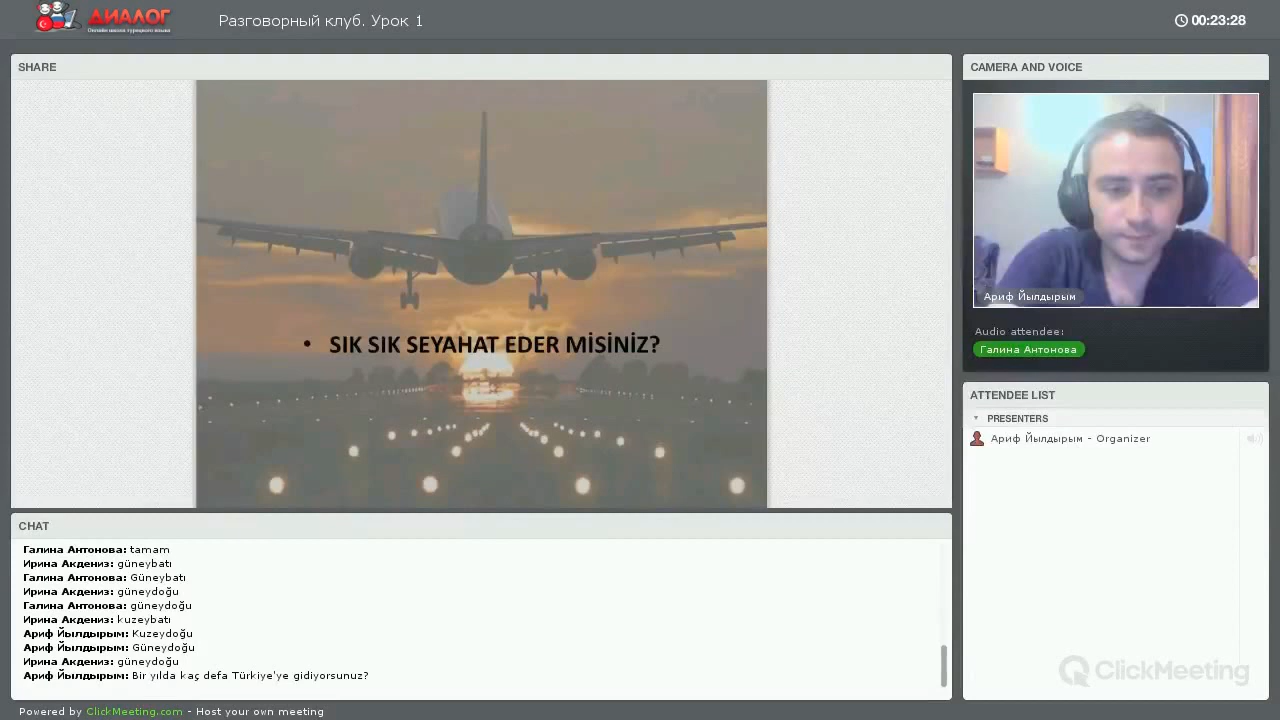 ДИАЛОГ
Онлайн школа турецкого языка
Разговорный клуб. Урок 1
00:23:28
SHARE
• SIK SIK SEYAHAT EDER MİSİNİZ?
CAMERA AND VOICE
Ариф Йылдырым
Audio attendee:
Галина Антонова
ATTENDEE LIST
PRESENTERS
Ариф Йылдырым - Organizer
CHAT
Галина Антонова: tamam
Ирина Акдениз: güneybatı
Галина Антонова: Güneybatı
Ирина Акдениз: güneydoğu
Галина Антонова: güneydoğu
Ирина Акдениз: kuzeybatı
Ариф Йылдырым: Kuzeydoğu
Ариф Йылдырым: Güneydoğu
Ирина Акдениз: güneydoğu
Ариф Йылдырым: Bir yılda kaç defa Türkiye'ye gidiyorsunuz?
ClickMeeting
Powered by ClickMeeting.com - Host your own meeting